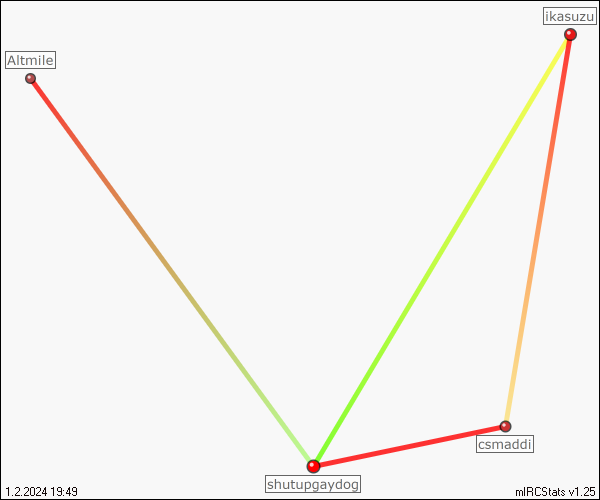 ikasuzu
Altmile
csmaddi
shutupgaydog
1.2.2024 19:49
mIRCStats v1.25